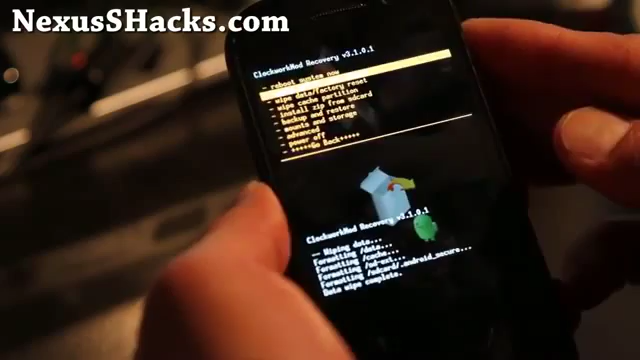 NexusSHacks.com
ClockworkMod Recovery v3.1.0.1
- reboot system now
- wipe data/factory reset
- wipe cache partition
- install zip from sdcard
- backup and restore
- mounts and storage
- advanced
- power off
- +++++Go Back+++++
ClockworkMod Recovery v3.1.0.1
-- Wiping data...
Formatting /data...
Formatting /cache...
Formatting /sd-ext...
Formatting /sdcard/.android_secure...
Data wipe complete.